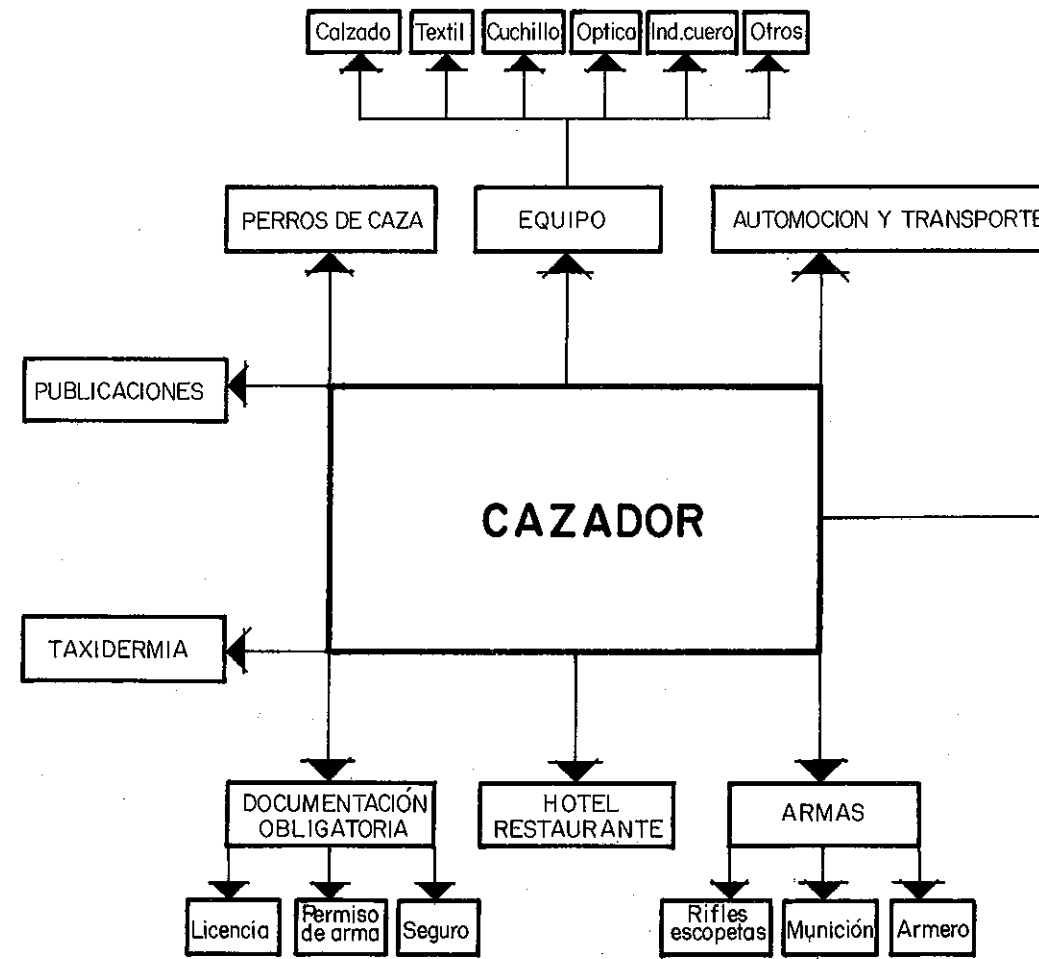 Calzado Textil Cuchillo Optica Ind.cuero Otros
PERROS DE CAZA EQUIPO AUTOMOCION Y TRANSPORTE
PUBLICACIONES
CAZADOR
TAXIDERMIA
DOCUMENTACIÓN
OBLIGATORIA
HOTEL
RESTAURANTE
ARMAS
Licencía
Permiso
de arma
Seguro
Rifles
escopetas
Munición
Armero